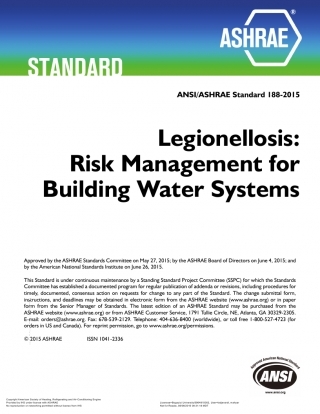 ASHRAE
STANDARD
ANSI/ASHRAE Standard 188-2015
Legionellosis:
Risk Management for
Building Water Systems
Approved by the ASHRAE Standards Committee on May 27, 2015; by the ASHRAE Board of Directors on June 4, 2015; and
by the American National Standards Institute on June 26, 2015.
This Standard is under continuous maintenance by a Standing Standard Project Committee (SSPC) for which the Standards
Committee has established a documented program for regular publication of addenda or revisions, including procedures for
timely, documented, consensus action on requests for change to any part of the Standard. The change submittal form,
instructions, and deadlines may be obtained in electronic form from the ASHRAE website (www.ashrae.org) or in paper
form from the Senior Manager of Standards. The latest edition of an ASHRAE Standard may be purchased from the
ASHRAE website (www.ashrae.org) or from ASHRAE Customer Service, 1791 Tullie Circle, NE, Atlanta, GA 30329-2305.
E-mail: orders@ashrae.org. Fax: 678-539-2129. Telephone: 404-636-8400 (worldwide), or toll free 1-800-527-4723 (for
orders in US and Canada). For reprint permission, go to www.ashrae.org/permissions.
© 2015 ASHRAE ISSN 1041-2336
ANSI